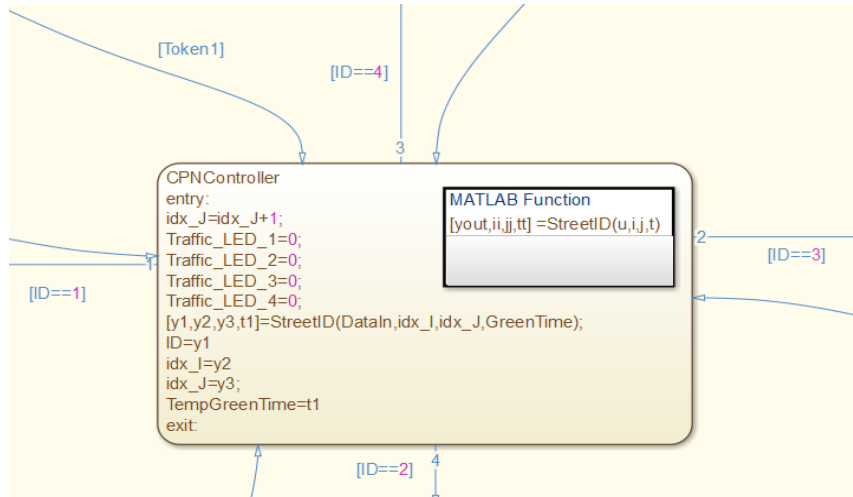 [Token1]
[ID==4]
3
CPNController
entry:
idx_J=idx_J+1;
Traffic_LED_1=0;
Traffic_LED_2=0;
Traffic_LED_3=0;
Traffic_LED_4=0;
[y1,y2,y3,t1]=StreetID(DataIn,idx_I,idx_J,GreenTime);
ID=y1
idx_I=y2
idx_J=y3;
TempGreenTime=t1
exit:
MATLAB Function
[yout,ii,jj,tt] =StreetID(u,i,j,t)
1
[ID==1]
2
[ID==3]
[ID==2]
4